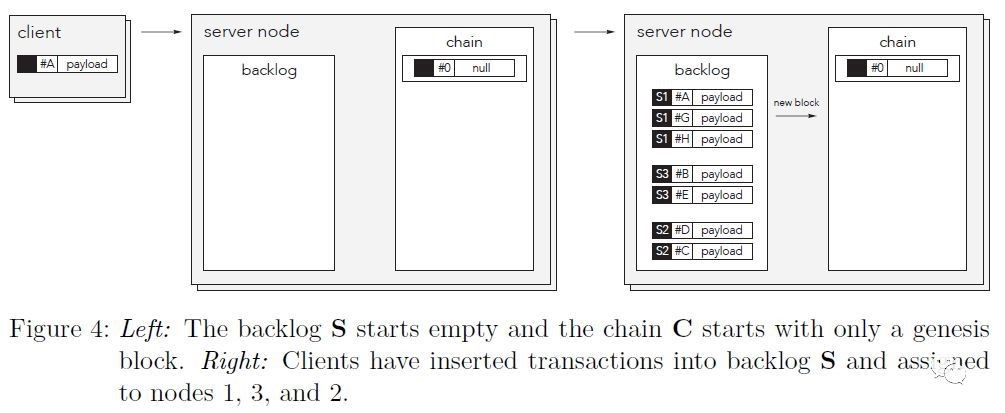 client
#A payload
server node
backlog
chain
#0 null
server node
backlog
S1 #A payload
S1 #G payload
S1 #H payload
S3 #B payload
S3 #E payload
S2 #D payload
S2 #C payload
new block
chain
#0 null
Figure 4: Left: The backlog S starts empty and the chain C starts with only a genesis
block. Right: Clients have inserted transactions into backlog S and assigned
to nodes 1, 3, and 2.